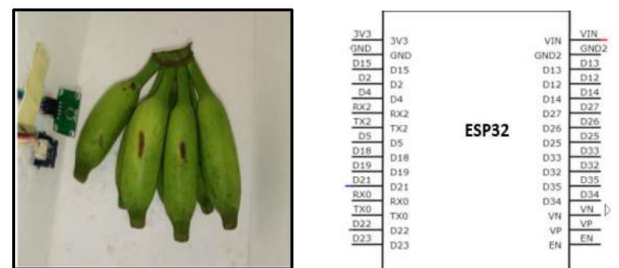 3V3 3V3 VIN VIN
GND GND GND2 GND2
D15 D15 D13 D13
D2 D2 D12 D12
D4 D4 D14 D14
RX2 RX2 D27 D27
TX2 TX2 D26 D26
D5 D5 ESP32 D25 D25
D18 D18 D33 D33
D19 D19 D32 D32
D21 D21 D35 D35
RX0 RX0 D34 D34
TX0 TX0 VN VN
D22 D22 VP VP
D23 D23 EN EN